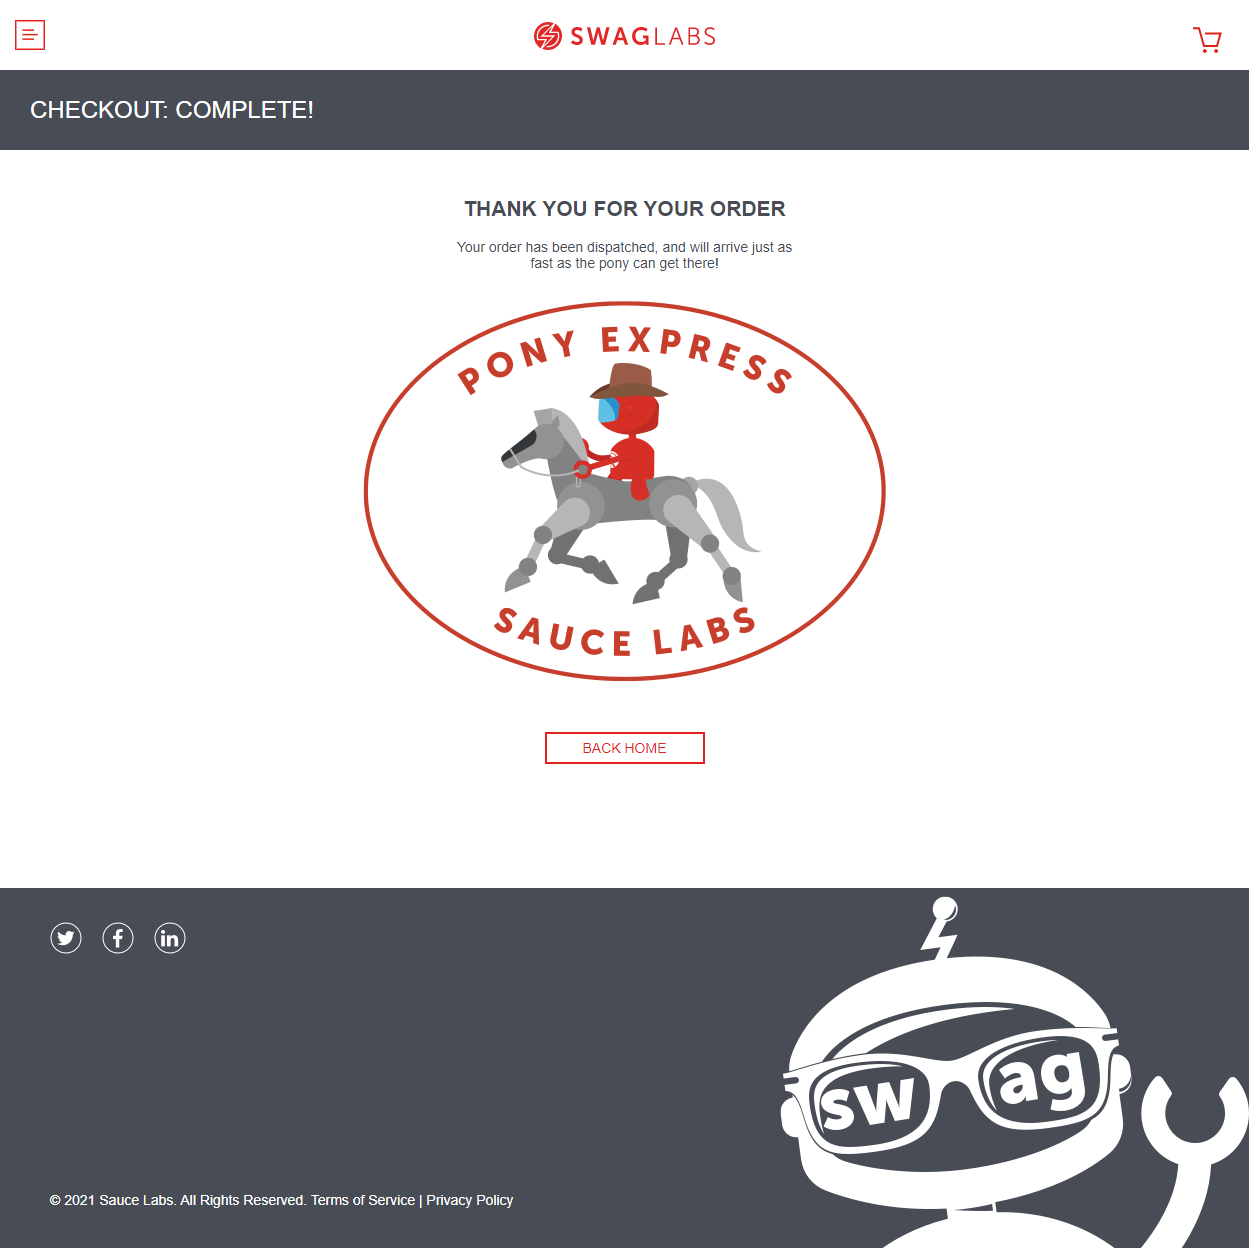 SWAGLABS
CHECKOUT: COMPLETE!
THANK YOU FOR YOUR ORDER
Your order has been dispatched, and will arrive just as
fast as the pony can get there!
PONY EXPRESS
SAUCE LABS
BACK HOME
swag
© 2021 Sauce Labs. All Rights Reserved. Terms of Service | Privacy Policy